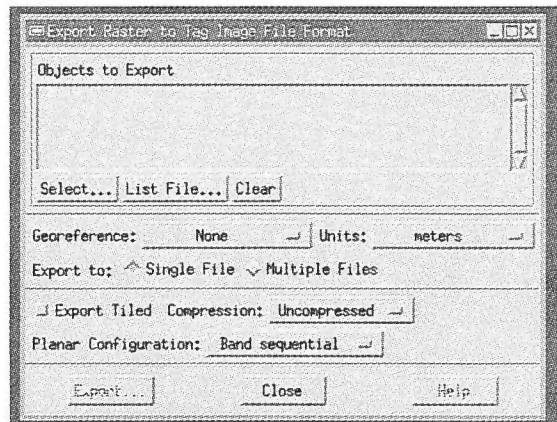 Export Raster to Tag Image File Format
Objects to Export
Select... List File... Clear
Georeference: None Units: meters
Export to: Single File Multiple Files
Export Tiled Compression: Uncompressed
Planar Configuration: Band sequential
Export... Close Help